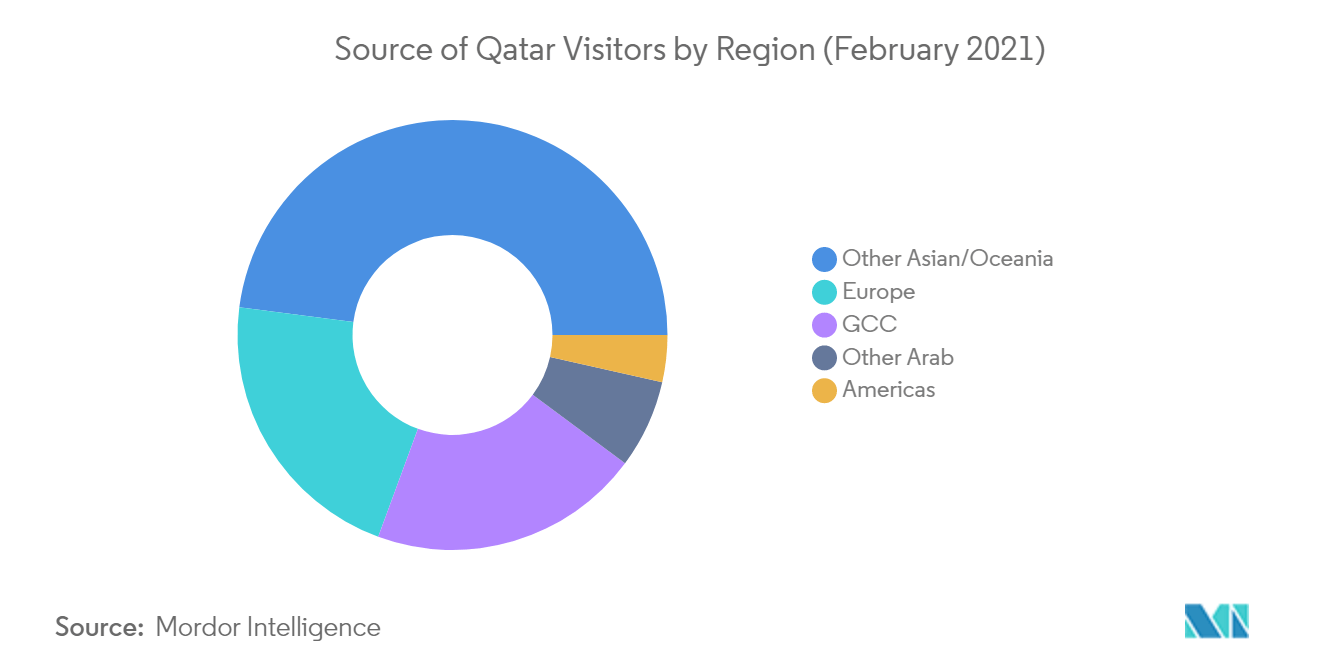 Source of Qatar Visitors by Region (February 2021)
Other Asian/Oceania
Europe
GCC
Other Arab
Americas
Source: Mordor Intelligence